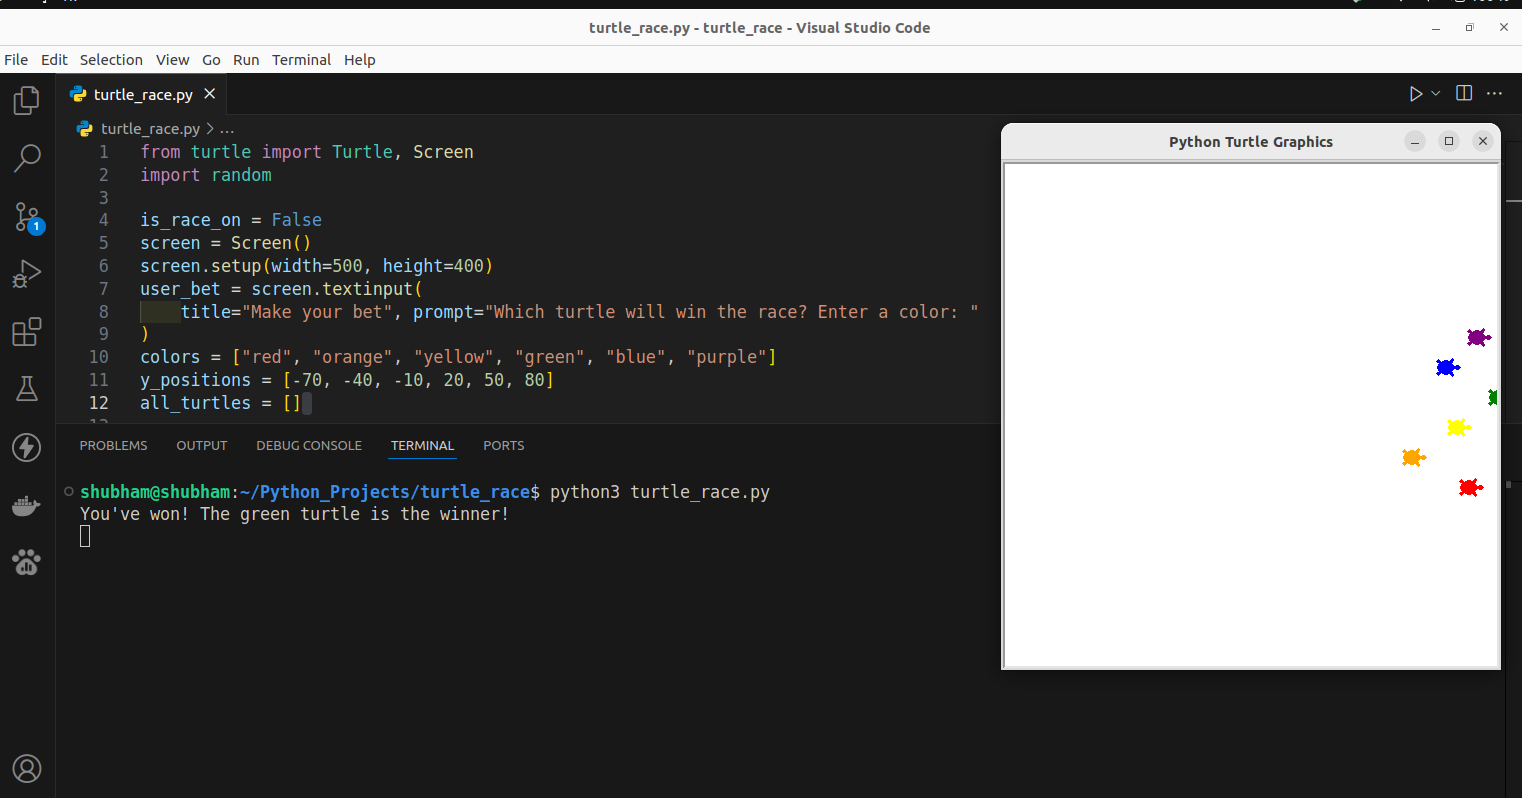 turtle_race.py - turtle_race - Visual Studio Code
File Edit Selection View Go Run Terminal Help
turtle_race.py
turtle_race.py > ...
1 from turtle import Turtle, Screen
2 import random
3
4 is_race_on = False
5 screen = Screen()
6 screen.setup(width=500, height=400)
7 user_bet = screen.textinput(
8     title="Make your bet", prompt="Which turtle will win the race? Enter a color: "
9 )
10 colors = ["red", "orange", "yellow", "green", "blue", "purple"]
11 y_positions = [-70, -40, -10, 20, 50, 80]
12 all_turtles = []
1
Python Turtle Graphics
PROBLEMS OUTPUT DEBUG CONSOLE TERMINAL PORTS
shubham@shubham:~/Python_Projects/turtle_race$ python3 turtle_race.py
You've won! The green turtle is the winner!